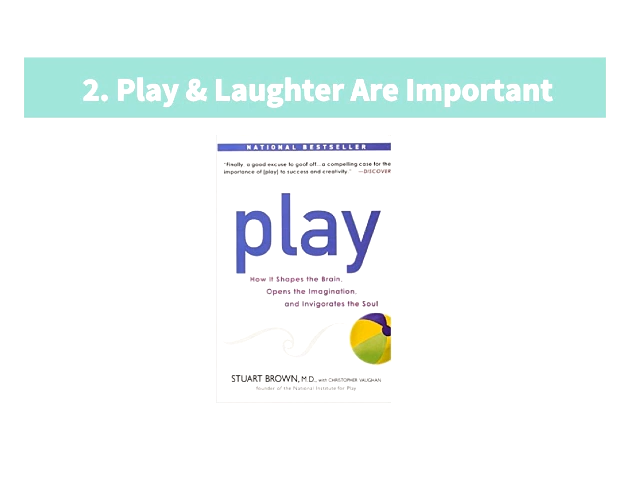 2. Play & Laughter Are Important
NATIONAL BESTSELLER
"Finally, a good excuse to goof off...a compelling case for the
importance of [play] to success and creativity." —DISCOVER
play
How It Shapes the Brain,
Opens the Imagination,
and Invigorates the Soul
STUART BROWN, M.D., with CHRISTOPHER VAUGHAN
founder of the National Institute for Play